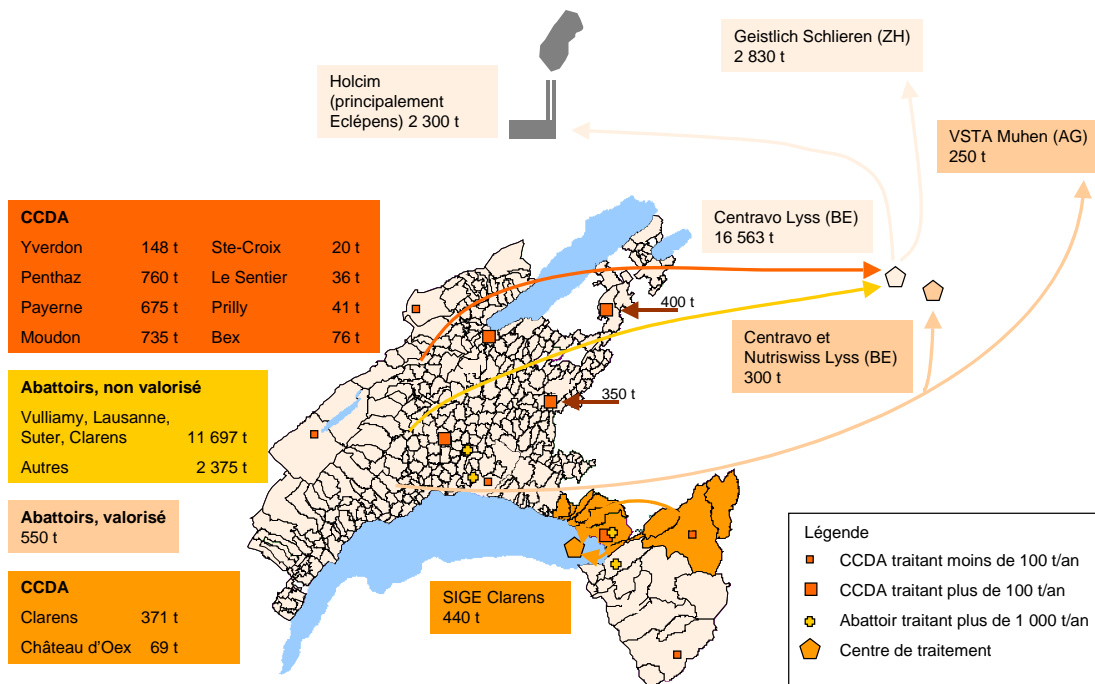 Geistlich Schlieren (ZH)
2 830 t
Holcim
(principalement
Eclépens) 2 300 t
VSTA Muhen (AG)
250 t
CCDA
Yverdon 148 t Ste-Croix 20 t
Penthaz 760 t Le Sentier 36 t
Payerne 675 t Prilly 41 t
Moudon 735 t Bex 76 t
Centravo Lyss (BE)
16 563 t
400 t
Centravo et
Nutriswiss Lyss (BE)
300 t
350 t
Abattoirs, non valorisé
Vulliamy, Lausanne,
Suter, Clarens 11 697 t
Autres 2 375 t
Abattoirs, valorisé
550 t
CCDA
Clarens 371 t
Château d'Oex 69 t
SIGE Clarens
440 t
Légende
CCDA traitant moins de 100 t/an
CCDA traitant plus de 100 t/an
Abattoir traitant plus de 1 000 t/an
Centre de traitement